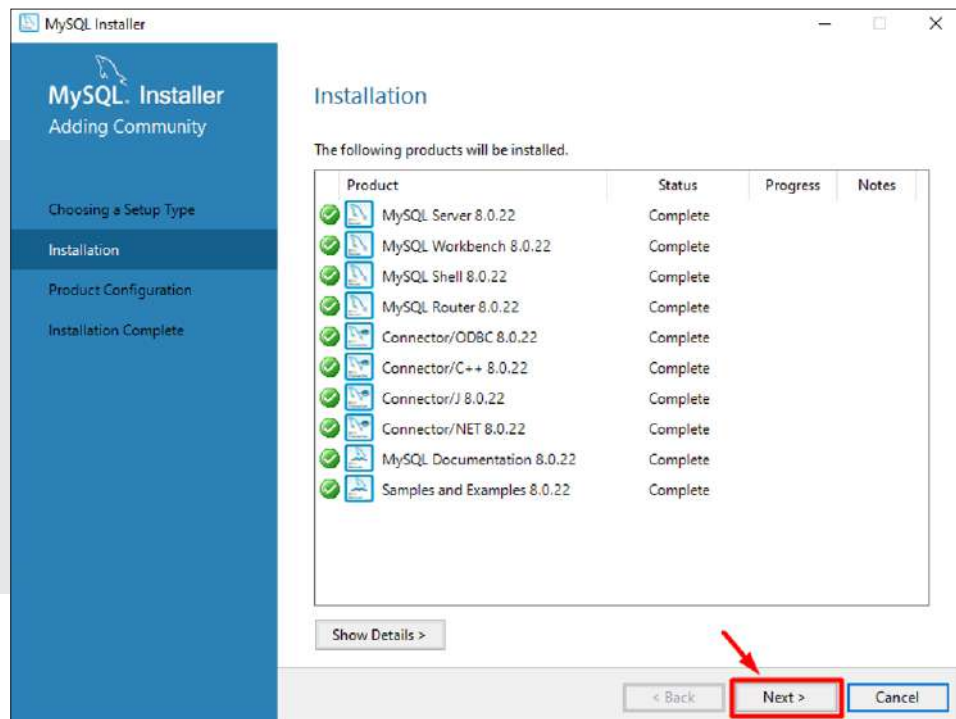 MySQL Installer
MySQL. Installer
Adding Community
Choosing a Setup Type
Installation
Product Configuration
Installation Complete
Installation
The following products will be installed.
Product Status Progress Notes
MySQL Server 8.0.22 Complete
MySQL Workbench 8.0.22 Complete
MySQL Shell 8.0.22 Complete
MySQL Router 8.0.22 Complete
Connector/ODBC 8.0.22 Complete
Connector/C++ 8.0.22 Complete
Connector/J 8.0.22 Complete
Connector/NET 8.0.22 Complete
MySQL Documentation 8.0.22 Complete
Samples and Examples 8.0.22 Complete
Show Details >
< Back Next > Cancel